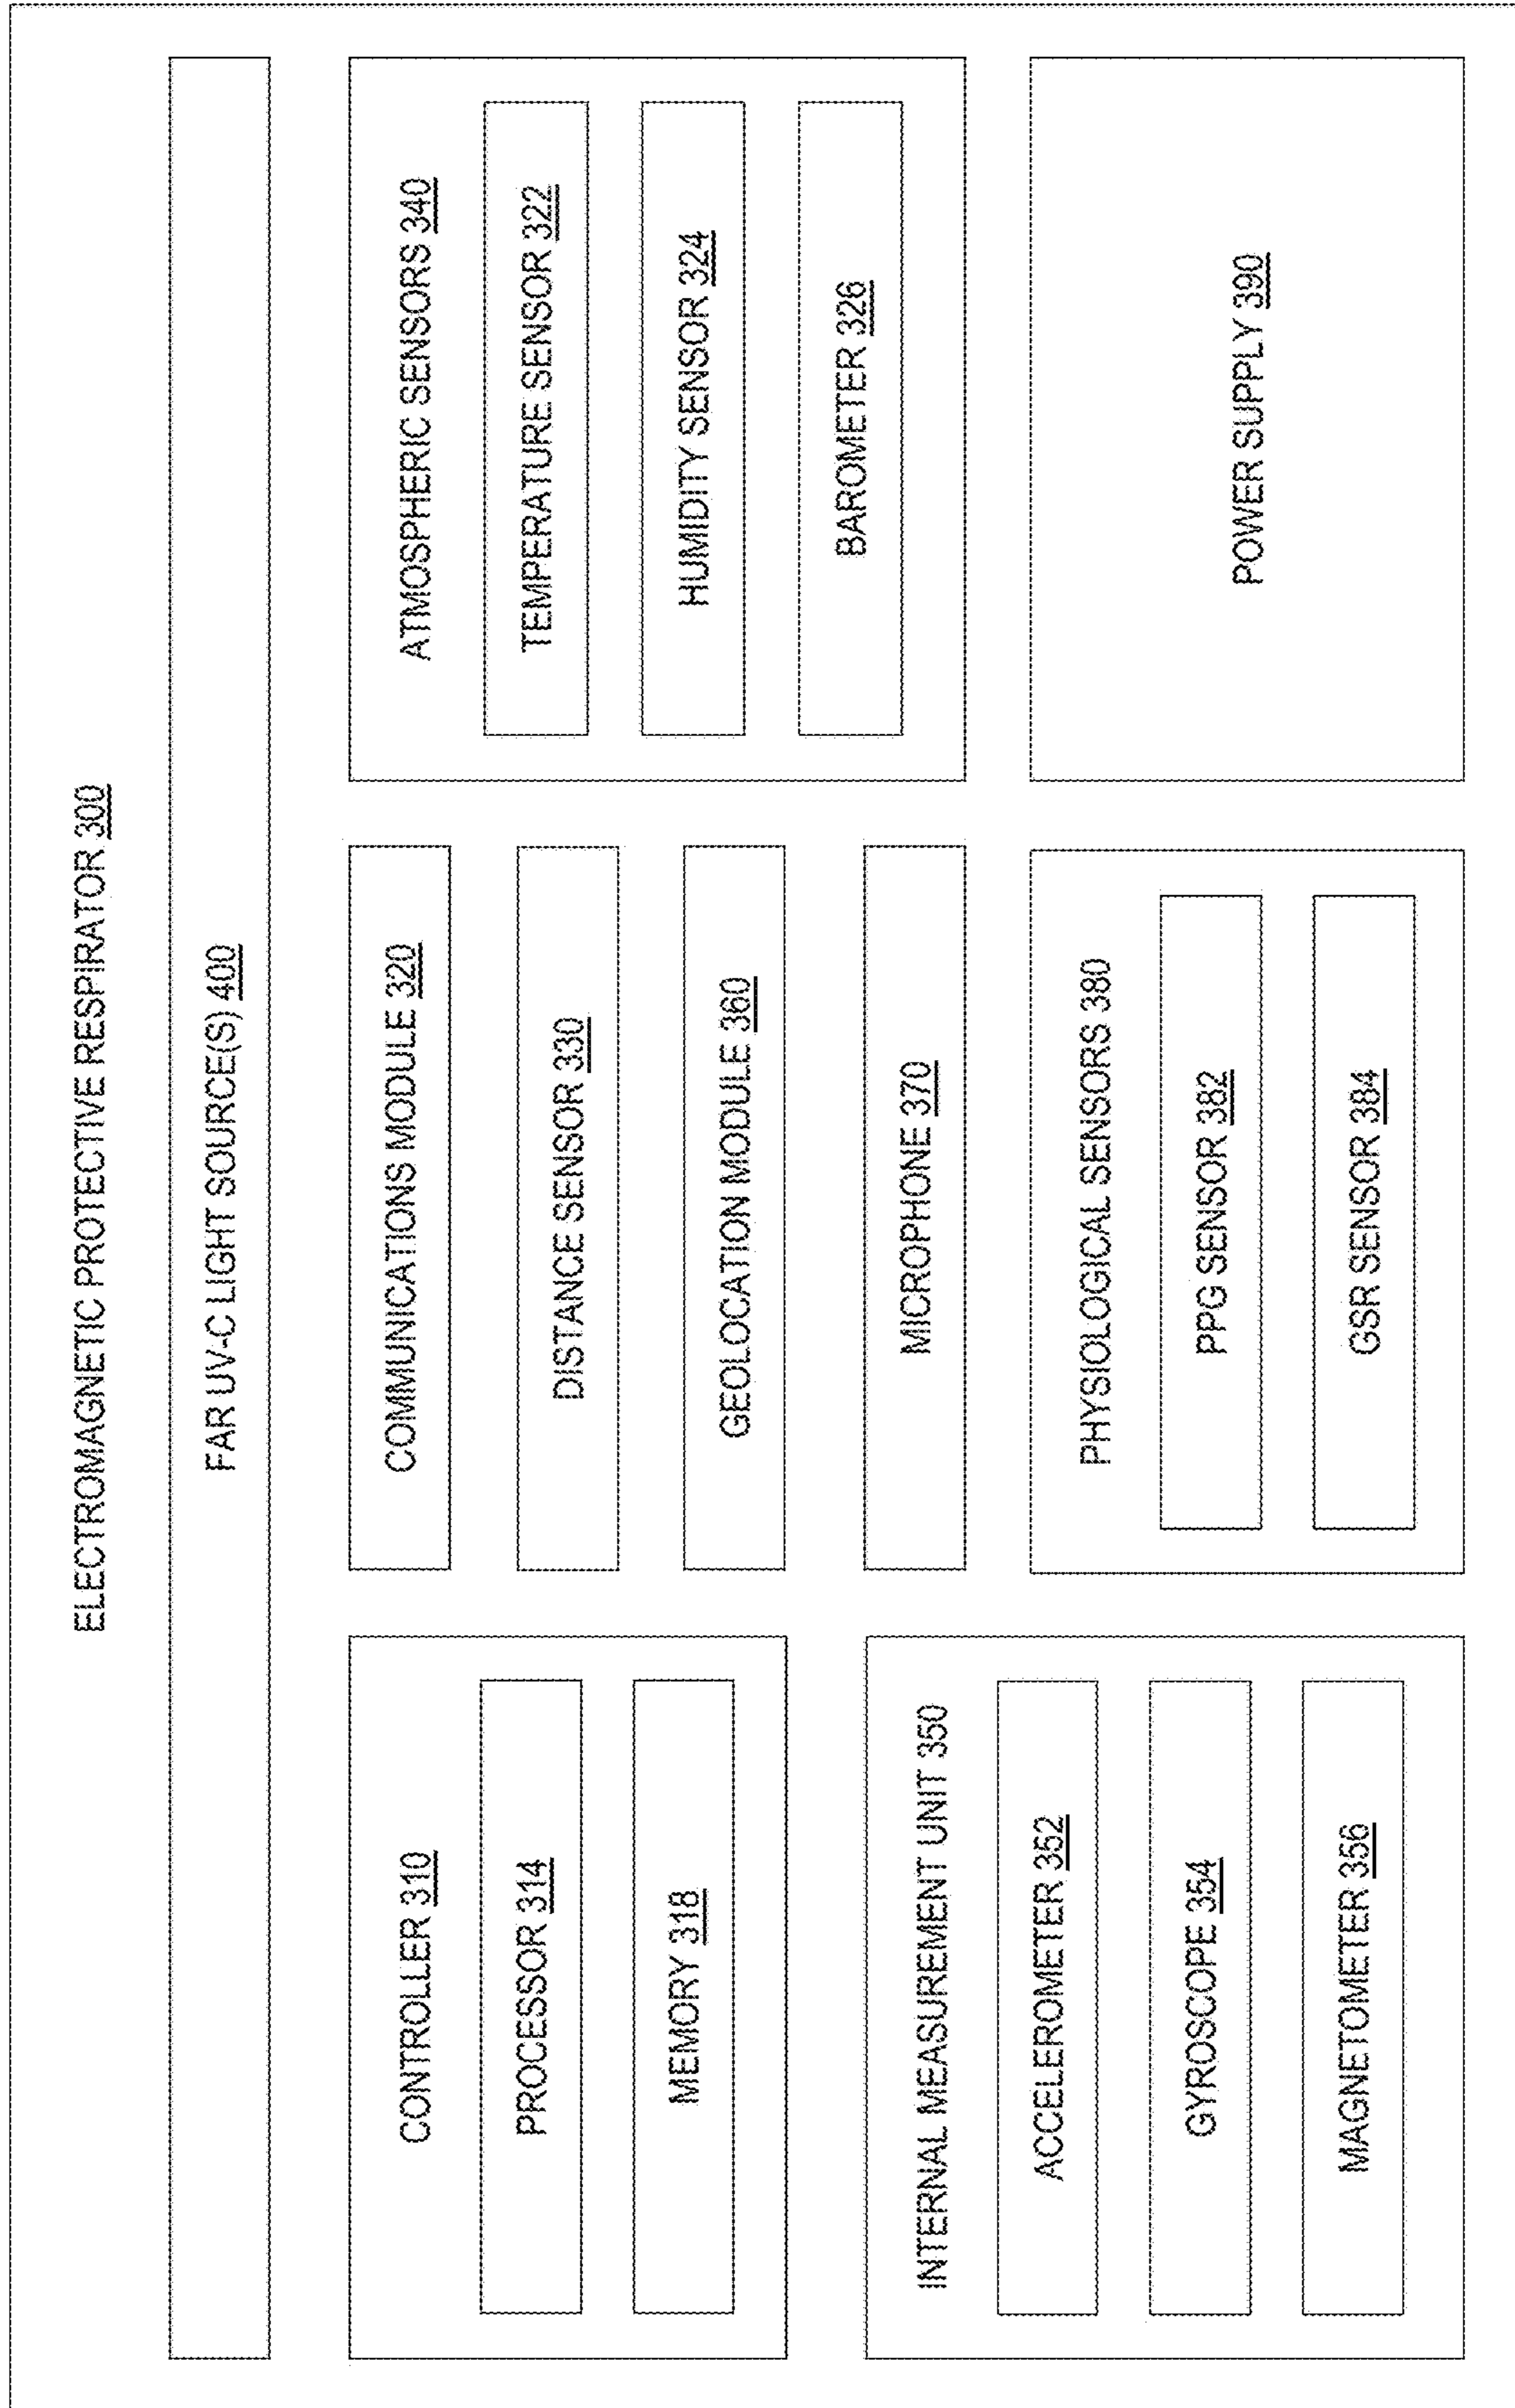 ELECTROMAGNETIC PROTECTIVE RESPIRATOR 300
FAR UV-C LIGHT SOURCE(S) 400
CONTROLLER 310
PROCESSOR 314
MEMORY 318
INTERNAL MEASUREMENT UNIT 350
ACCELEROMETER 352
GYROSCOPE 354
MAGNETOMETER 356
COMMUNICATIONS MODULE 320
DISTANCE SENSOR 330
GEOLOCATION MODULE 360
MICROPHONE 370
PHYSIOLOGICAL SENSORS 380
PPG SENSOR 382
GSR SENSOR 384
ATMOSPHERIC SENSORS 340
TEMPERATURE SENSOR 322
HUMIDITY SENSOR 324
BAROMETER 326
POWER SUPPLY 390